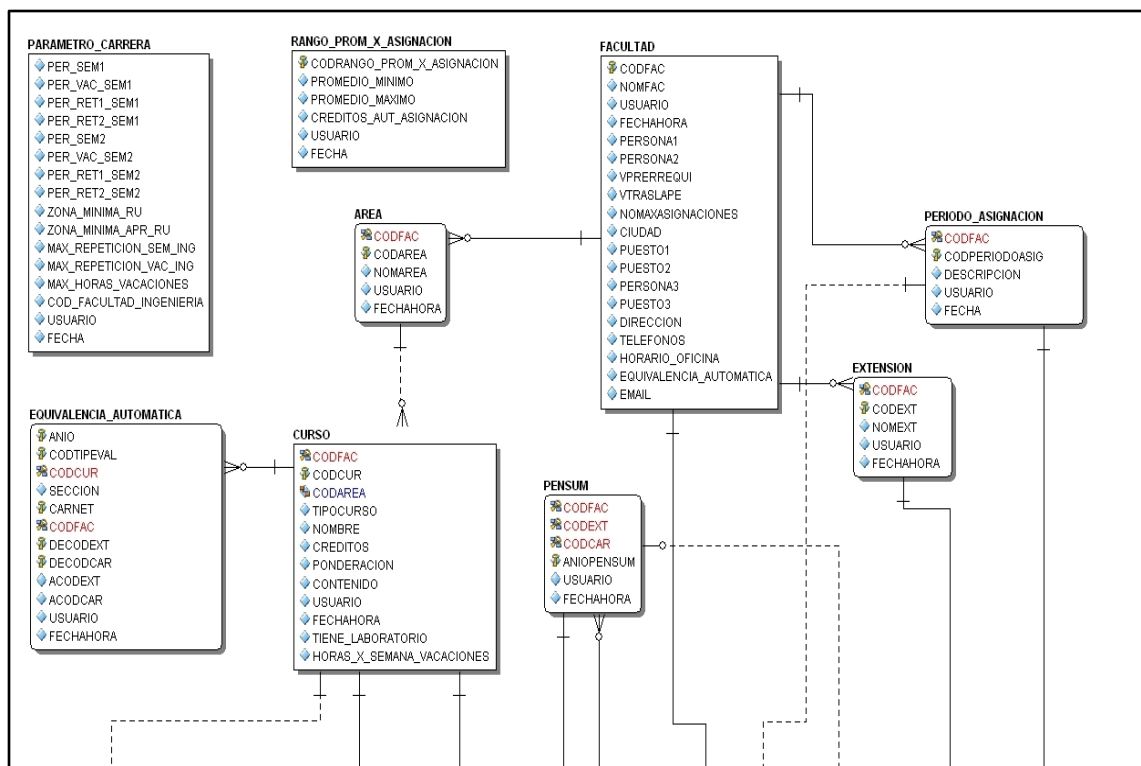 PARAMETRO_CARRERA
PER_SEM1
PER_VAC_SEM1
PER_RET1_SEM1
PER_RET2_SEM1
PER_SEM2
PER_VAC_SEM2
PER_RET1_SEM2
PER_RET2_SEM2
ZONA_MINIMA_RU
ZONA_MINIMA_APR_RU
MAX_REPETICION_SEM_ING
MAX_REPETICION_VAC_ING
MAX_HORAS_VACACIONES
COD_FACULTAD_INGENIERIA
USUARIO
FECHA
RANGO_PROM_X_ASIGNACION
CODRANGO_PROM_X_ASIGNACION
PROMEDIO_MINIMO
PROMEDIO_MAXIMO
CREDITOS_AUT_ASIGNACION
USUARIO
FECHA
FACULTAD
CODFAC
NOMFAC
USUARIO
FECHAHORA
PERSONA1
PERSONA2
VPRERREQUI
VTRASLAPE
NOMAXASIGNACIONES
CIUDAD
PUESTO1
PUESTO2
PERSONA3
PUESTO3
DIRECCION
TELEFONOS
HORARIO_OFICINA
EQUIVALENCIA_AUTOMATICA
EMAIL
AREA
CODFAC
CODAREA
NOMAREA
USUARIO
FECHAHORA
PERIODO_ASIGNACION
CODFAC
CODPERIODOASIG
DESCRIPCION
USUARIO
FECHA
EXTENSION
CODFAC
CODEXT
NOMEXT
USUARIO
FECHAHORA
EQUIVALENCIA_AUTOMATICA
ANIO
CODTIPEVAL
CODCUR
SECCION
CARNET
CODFAC
DECODEXT
DECODCAR
ACODEXT
ACODCAR
USUARIO
FECHAHORA
CURSO
CODFAC
CODCUR
CODAREA
TIPOCURSO
NOMBRE
CREDITOS
PONDERACION
CONTENIDO
USUARIO
FECHAHORA
TIENE_LABORATORIO
HORAS_X_SEMANA_VACACIONES
PENSUM
CODFAC
CODEXT
CODCAR
ANIOPENSUM
USUARIO
FECHAHORA